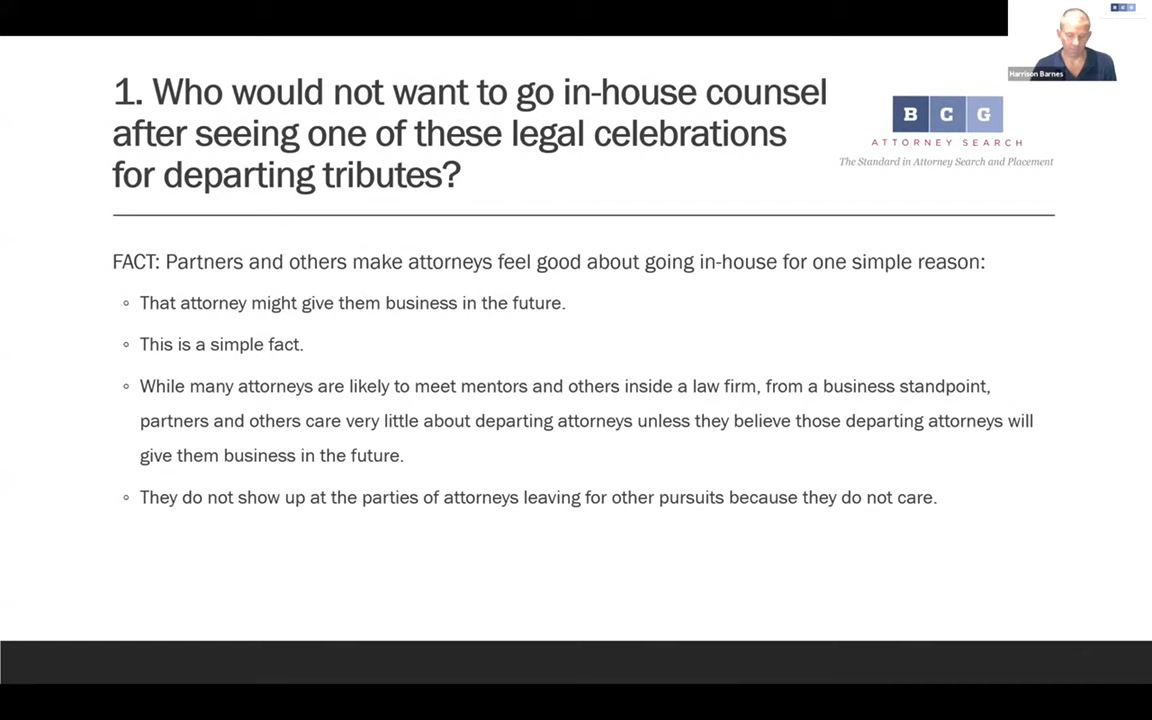 B C G
Harrison Barnes
1. Who would not want to go in-house counsel
after seeing one of these legal celebrations
for departing tributes?
B C G
ATTORNEY SEARCH
The Standard in Attorney Search and Placement
FACT: Partners and others make attorneys feel good about going in-house for one simple reason:
◦ That attorney might give them business in the future.
◦ This is a simple fact.
◦ While many attorneys are likely to meet mentors and others inside a law firm, from a business standpoint,
partners and others care very little about departing attorneys unless they believe those departing attorneys will
give them business in the future.
◦ They do not show up at the parties of attorneys leaving for other pursuits because they do not care.